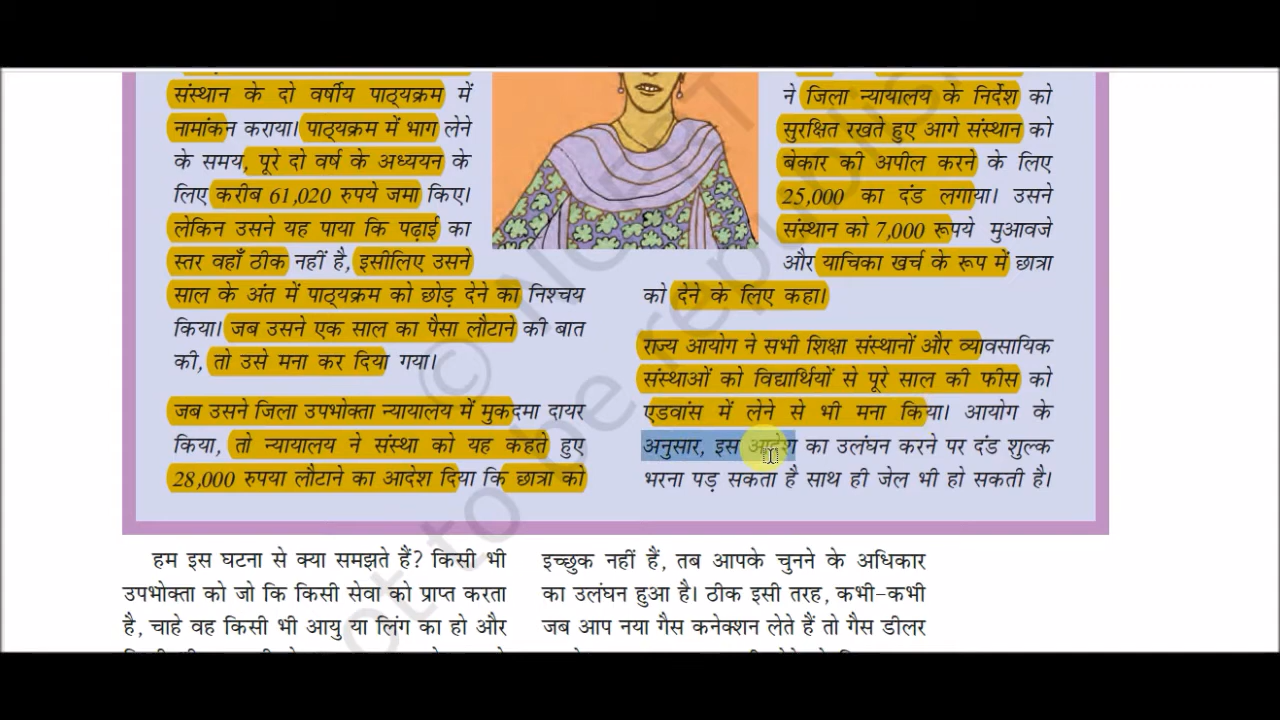 संस्थान के दो वर्षीय पाठ्यक्रम में
नामांकन कराया। पाठ्यक्रम में भाग लेने
के समय, पूरे दो वर्ष के अध्ययन के
लिए करीब 61,020 रुपये जमा किए।
लेकिन उसने यह पाया कि पढ़ाई का
स्तर वहाँ ठीक नहीं है, इसीलिए उसने
साल के अंत में पाठ्यक्रम को छोड़ देने का निश्चय
किया। जब उसने एक साल का पैसा लौटाने की बात
की, तो उसे मना कर दिया गया।
जब उसने जिला उपभोक्ता न्यायालय में मुकदमा दायर
किया, तो न्यायालय ने संस्था को यह कहते हुए
28,000 रुपया लौटाने का आदेश दिया कि छात्रा को
ने जिला न्यायालय के निर्देश को
सुरक्षित रखते हुए आगे संस्थान को
बेकार की अपील करने के लिए
25,000 का दंड लगाया। उसने
संस्थान को 7,000 रूपये मुआवजे
और याचिका खर्च के रूप में छात्रा
को देने के लिए कहा।
राज्य आयोग ने सभी शिक्षा संस्थानों और व्यावसायिक
संस्थाओं को विद्यार्थियों से पूरे साल की फीस को
एडवांस में लेने से भी मना किया। आयोग के
अनुसार, इस आदेश का उलंघन करने पर दंड शुल्क
भरना पड़ सकता है साथ ही जेल भी हो सकती है।
हम इस घटना से क्या समझते हैं? किसी भी
उपभोक्ता को जो कि किसी सेवा को प्राप्त करता
है, चाहे वह किसी भी आयु या लिंग का हो और
इच्छुक नहीं हैं, तब आपके चुनने के अधिकार
का उलंघन हुआ है। ठीक इसी तरह, कभी-कभी
जब आप नया गैस कनेक्शन लेते हैं तो गैस डीलर